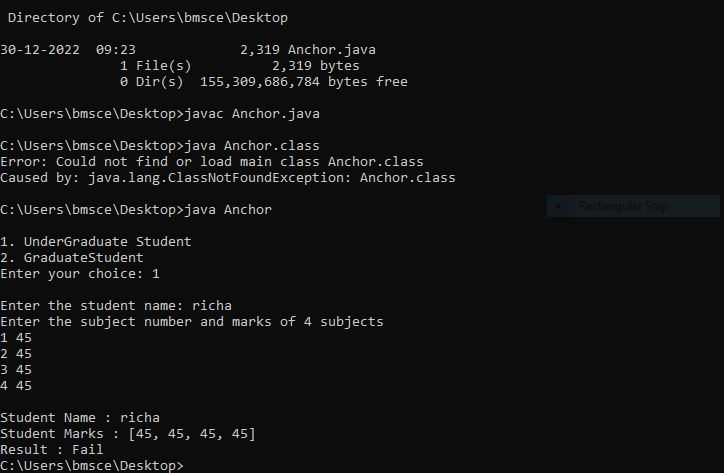 Directory of C:\Users\bmsce\Desktop
30-12-2022  09:23             2,319 Anchor.java
               1 File(s)          2,319 bytes
               0 Dir(s)  155,309,686,784 bytes free
C:\Users\bmsce\Desktop>javac Anchor.java
C:\Users\bmsce\Desktop>java Anchor.class
Error: Could not find or load main class Anchor.class
Caused by: java.lang.ClassNotFoundException: Anchor.class
C:\Users\bmsce\Desktop>java Anchor
Rectangular Snip
1. UnderGraduate Student
2. GraduateStudent
Enter your choice: 1
Enter the student name: richa
Enter the subject number and marks of 4 subjects
1 45
2 45
3 45
4 45
Student Name : richa
Student Marks : [45, 45, 45, 45]
Result : Fail
C:\Users\bmsce\Desktop>